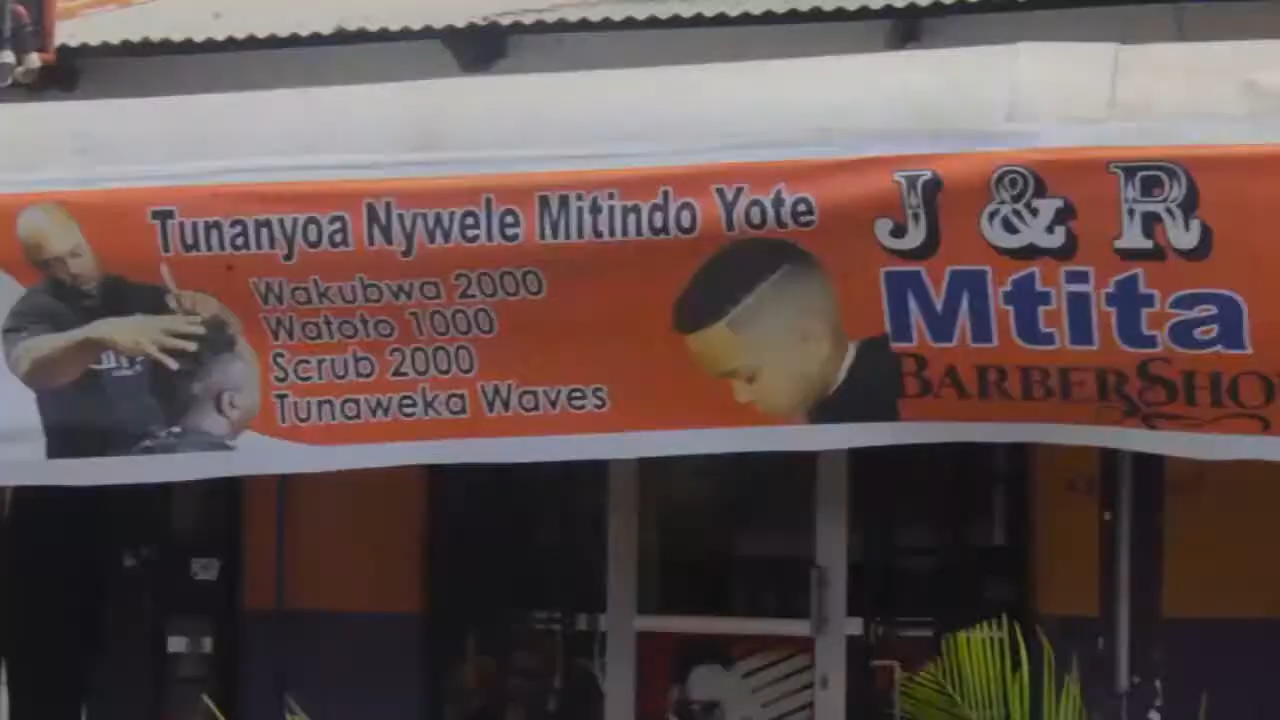 Tunanyoa Nywele Mitindo Yote
Wakubwa 2000
Watoto 1000
Scrub 2000
Tunaweka Waves
J & R
Mtita
BARBERSHO